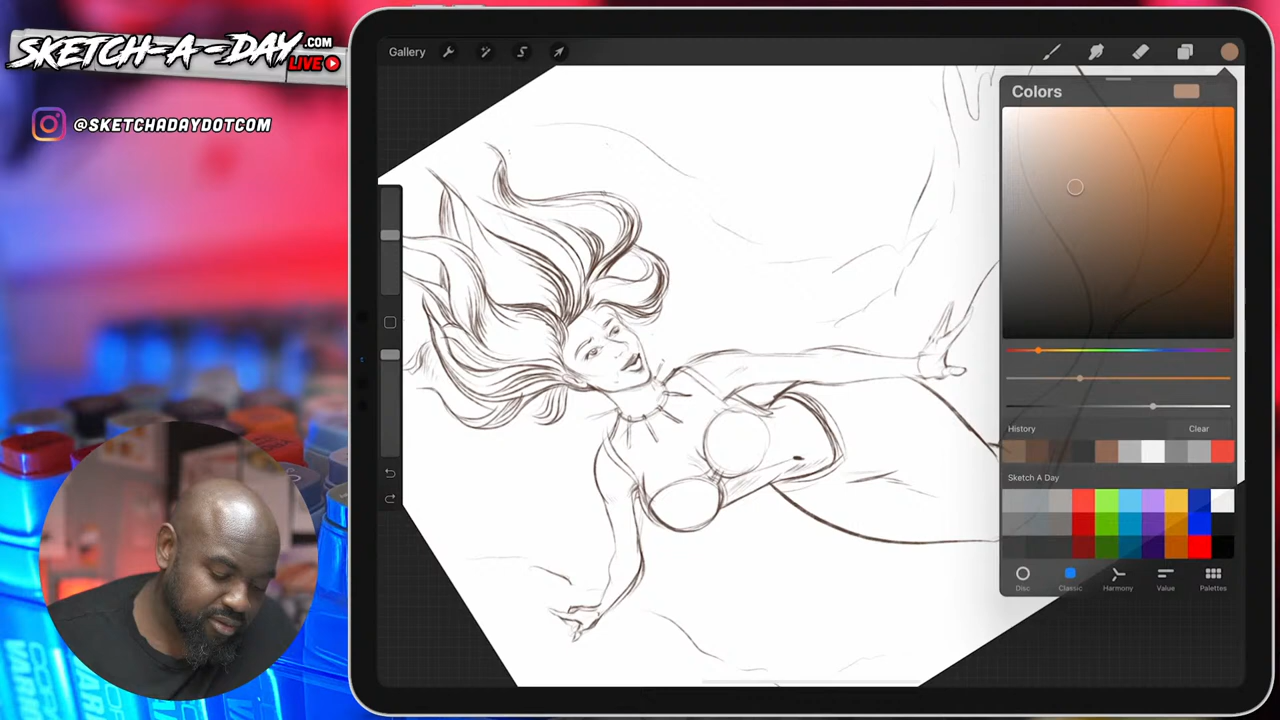 SKETCH-A-DAY.COM
LIVE
@SKETCHADAYDOTCOM
Gallery
Colors
History
Clear
Sketch A Day
Disc
Classic
Harmony
Value
Palettes